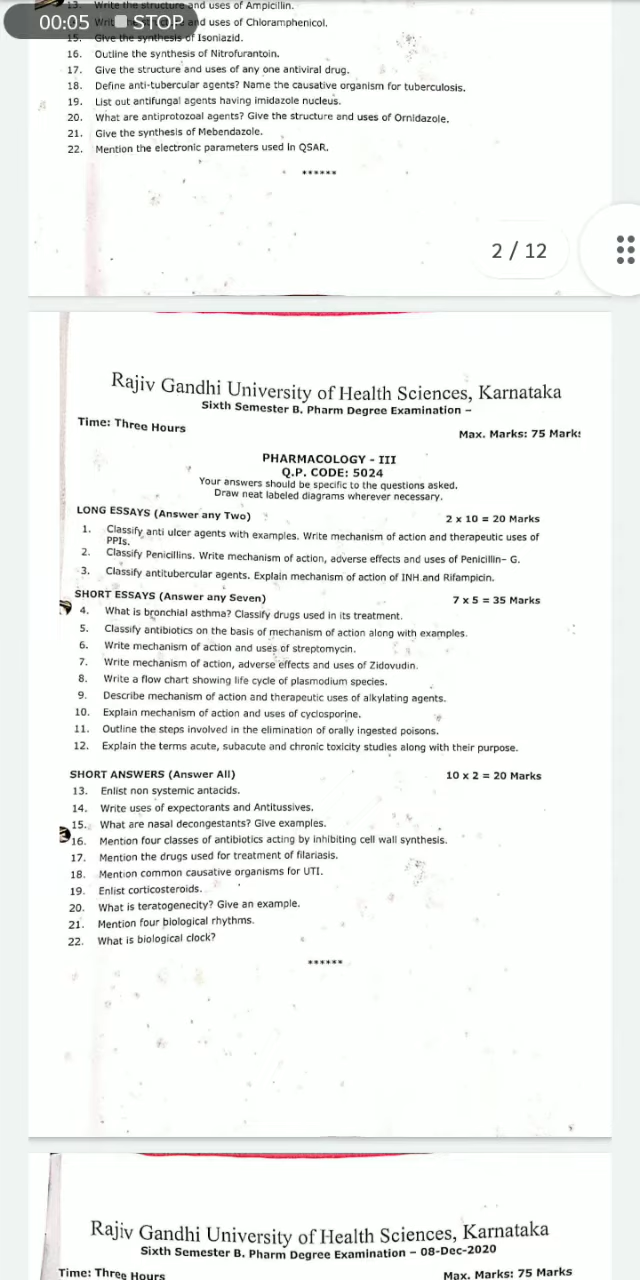 13. Write the structure and uses of Ampicillin.
00:05 STOP
and uses of Chloramphenicol.
15. Give the synthesis of Isoniazid.
16. Outline the synthesis of Nitrofurantoin.
17. Give the structure and uses of any one antiviral drug.
18. Define anti-tubercular agents? Name the causative organism for tuberculosis.
19. List out antifungal agents having imidazole nucleus.
20. What are antiprotozoal agents? Give the structure and uses of Ornidazole.
21. Give the synthesis of Mebendazole.
22. Mention the electronic parameters used in QSAR.
******
2 / 12
Rajiv Gandhi University of Health Sciences, Karnataka
Sixth Semester B. Pharm Degree Examination –
Time: Three Hours
Max. Marks: 75 Marks
PHARMACOLOGY - III
Q.P. CODE: 5024
Your answers should be specific to the questions asked.
Draw neat labeled diagrams wherever necessary.
LONG ESSAYS (Answer any Two)
2 x 10 = 20 Marks
1. Classify anti ulcer agents with examples. Write mechanism of action and therapeutic uses of
PPIs.
2. Classify Penicillins. Write mechanism of action, adverse effects and uses of Penicillin– G.
3. Classify antitubercular agents. Explain mechanism of action of INH and Rifampicin.
SHORT ESSAYS (Answer any Seven)
7 x 5 = 35 Marks
4. What is bronchial asthma? Classify drugs used in its treatment.
5. Classify antibiotics on the basis of mechanism of action along with examples.
6. Write mechanism of action and uses of streptomycin.
7. Write mechanism of action, adverse effects and uses of Zidovudin.
8. Write a flow chart showing life cycle of plasmodium species.
9. Describe mechanism of action and therapeutic uses of alkylating agents.
10. Explain mechanism of action and uses of cyclosporine.
11. Outline the steps involved in the elimination of orally ingested poisons.
12. Explain the terms acute, subacute and chronic toxicity studies along with their purpose.
SHORT ANSWERS (Answer All)
10 x 2 = 20 Marks
13. Enlist non systemic antacids.
14. Write uses of expectorants and Antitussives.
15. What are nasal decongestants? Give examples.
16. Mention four classes of antibiotics acting by inhibiting cell wall synthesis.
17. Mention the drugs used for treatment of filariasis.
18. Mention common causative organisms for UTI.
19. Enlist corticosteroids.
20. What is teratogenecity? Give an example.
21. Mention four biological rhythms.
22. What is biological clock?
******
Rajiv Gandhi University of Health Sciences, Karnataka
Sixth Semester B. Pharm Degree Examination – 08-Dec-2020
Time: Three Hours
Max. Marks: 75 Marks